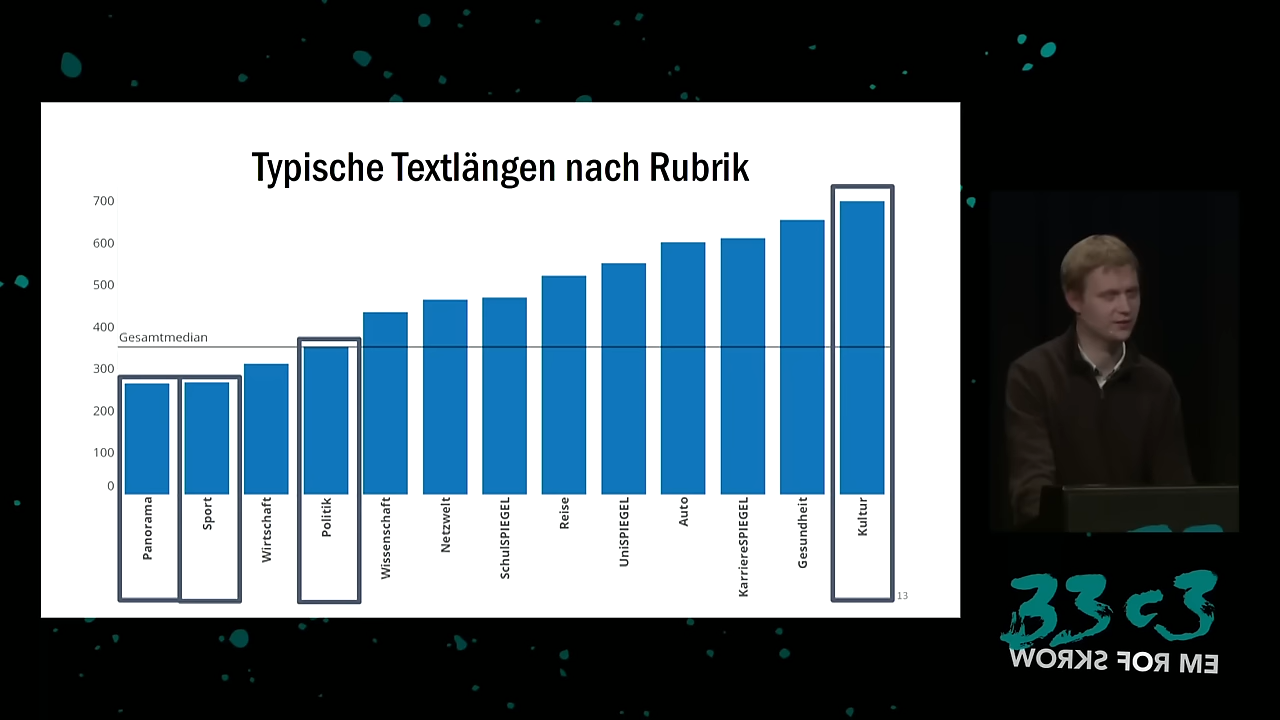 Typische Textlängen nach Rubrik
700
600
500
400
Gesamtmedian
300
200
100
0
Panorama
Sport
Wirtschaft
Politik
Wissenschaft
Netzwelt
SchulSPIEGEL
Reise
UniSPIEGEL
Auto
KarriereSPIEGEL
Gesundheit
Kultur
13
33c3
WORKS FOR ME